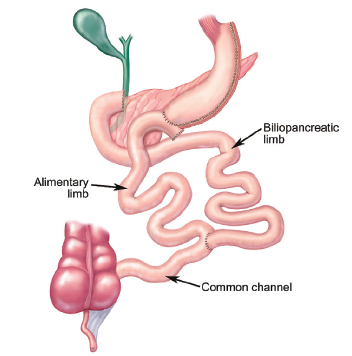 Biliopancreatic
limb
Alimentary
limb
Common channel